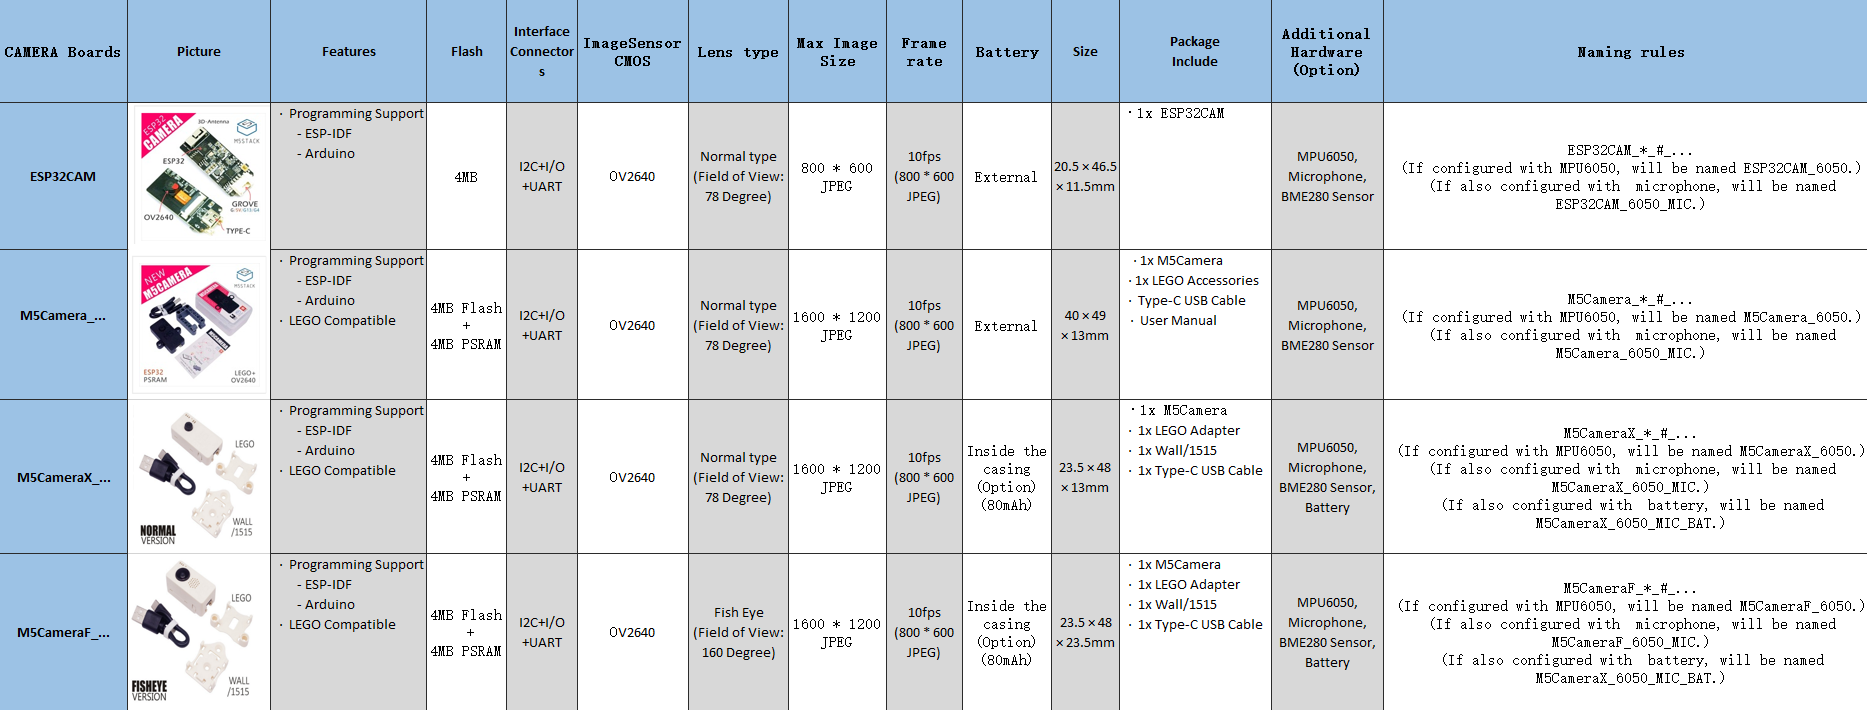 CAMERA Boards
Picture
Features
Flash
Interface
Connector
s
ImageSensor
CMOS
Lens type
Max Image
Size
Frame
rate
Battery
Size
Package
Include
Additional
Hardware
(Option)
Naming rules
ESP32CAM
ESP32
CAMERA
3D-Antenna
M5STACK
ESP32
GROVE
G/5V/G13/G4
OV2640
TYPE-C
· Programming Support
- ESP-IDF
- Arduino
4MB
I2C+I/O
+UART
OV2640
Normal type
(Field of View:
78 Degree)
800 * 600
JPEG
10fps
(800 * 600
JPEG)
External
20.5×46.5
×11.5mm
· 1x ESP32CAM
MPU6050,
Microphone,
BME280 Sensor
ESP32CAM_*_#_...
(If configured with MPU6050, will be named ESP32CAM_6050.)
(If also configured with  microphone, will be named
ESP32CAM_6050_MIC.)
M5Camera_...
NEW
M5CAMERA
M5STACK
ESP32
PSRAM
LEGO+
OV2640
· Programming Support
- ESP-IDF
- Arduino
· LEGO Compatible
4MB Flash
+
4MB PSRAM
I2C+I/O
+UART
OV2640
Normal type
(Field of View:
78 Degree)
1600 * 1200
JPEG
10fps
(800 * 600
JPEG)
External
40×49
×13mm
· 1x M5Camera
· 1x LEGO Accessories
· Type-C USB Cable
· User Manual
MPU6050,
Microphone,
BME280 Sensor
M5Camera_*_#_...
(If configured with MPU6050, will be named M5Camera_6050.)
(If also configured with  microphone, will be named
M5Camera_6050_MIC.)
M5CameraX_...
LEGO
WALL
/1515
NORMAL
VERSION
· Programming Support
- ESP-IDF
- Arduino
· LEGO Compatible
4MB Flash
+
4MB PSRAM
I2C+I/O
+UART
OV2640
Normal type
(Field of View:
78 Degree)
1600 * 1200
JPEG
10fps
(800 * 600
JPEG)
Inside the
casing
(Option)
(80mAh)
23.5×48
×13mm
· 1x M5Camera
· 1x LEGO Adapter
· 1x Wall/1515
· 1x Type-C USB Cable
MPU6050,
Microphone,
BME280 Sensor,
Battery
M5CameraX_*_#_...
(If configured with MPU6050, will be named M5CameraX_6050.)
(If also configured with  microphone, will be named
M5CameraX_6050_MIC.)
(If also configured with  battery, will be named
M5CameraX_6050_MIC_BAT.)
M5CameraF_...
LEGO
WALL
/1515
FISHEYE
VERSION
· Programming Support
- ESP-IDF
- Arduino
· LEGO Compatible
4MB Flash
+
4MB PSRAM
I2C+I/O
+UART
OV2640
Fish Eye
(Field of View:
160 Degree)
1600 * 1200
JPEG
10fps
(800 * 600
JPEG)
Inside the
casing
(Option)
(80mAh)
23.5×48
×23.5mm
· 1x M5Camera
· 1x LEGO Adapter
· 1x Wall/1515
· 1x Type-C USB Cable
MPU6050,
Microphone,
BME280 Sensor,
Battery
M5CameraF_*_#_...
(If configured with MPU6050, will be named M5CameraF_6050.)
(If also configured with  microphone, will be named
M5CameraF_6050_MIC.)
(If also configured with  battery, will be named
M5CameraX_6050_MIC_BAT.)